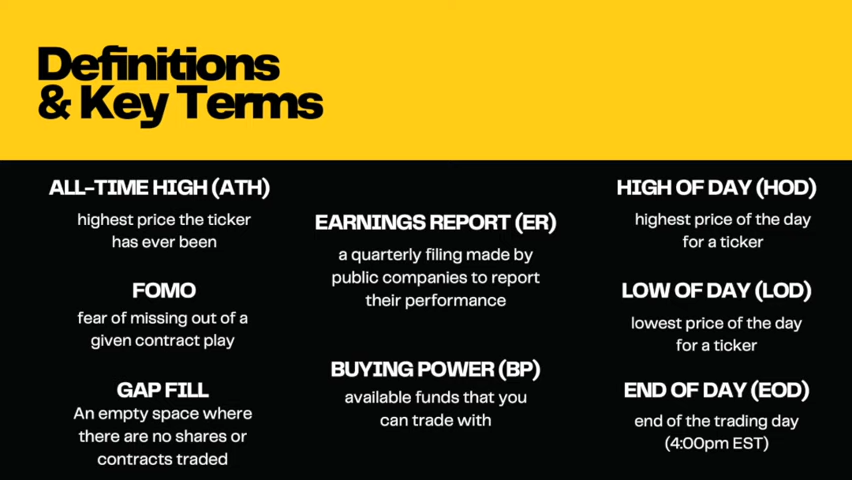 Definitions
& Key Terms
ALL-TIME HIGH (ATH)
highest price the ticker
has ever been
FOMO
fear of missing out of a
given contract play
GAP FILL
An empty space where
there are no shares or
contracts traded
EARNINGS REPORT (ER)
a quarterly filing made by
public companies to report
their performance
BUYING POWER (BP)
available funds that you
can trade with
HIGH OF DAY (HOD)
highest price of the day
for a ticker
LOW OF DAY (LOD)
lowest price of the day
for a ticker
END OF DAY (EOD)
end of the trading day
(4:00pm EST)